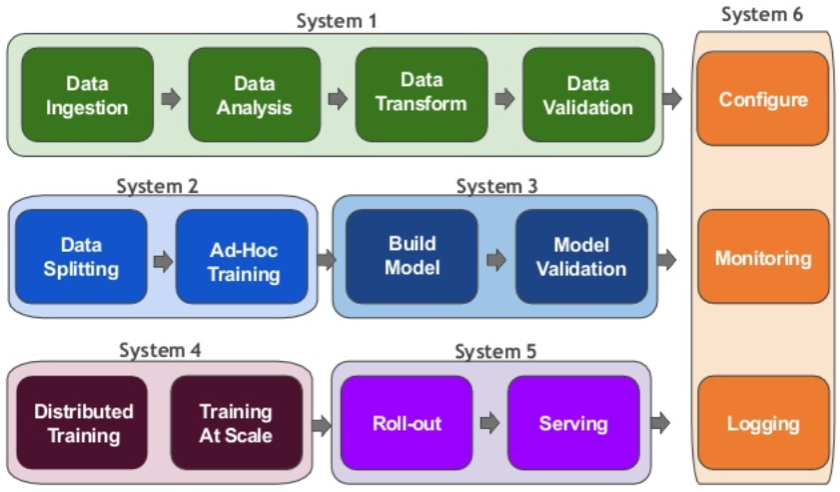 System 1
System 6
Data
Ingestion
Data
Analysis
Data
Transform
Data
Validation
Configure
System 2
System 3
Data
Splitting
Ad-Hoc
Training
Build
Model
Model
Validation
Monitoring
System 4
System 5
Distributed
Training
Training
At Scale
Roll-out
Serving
Logging